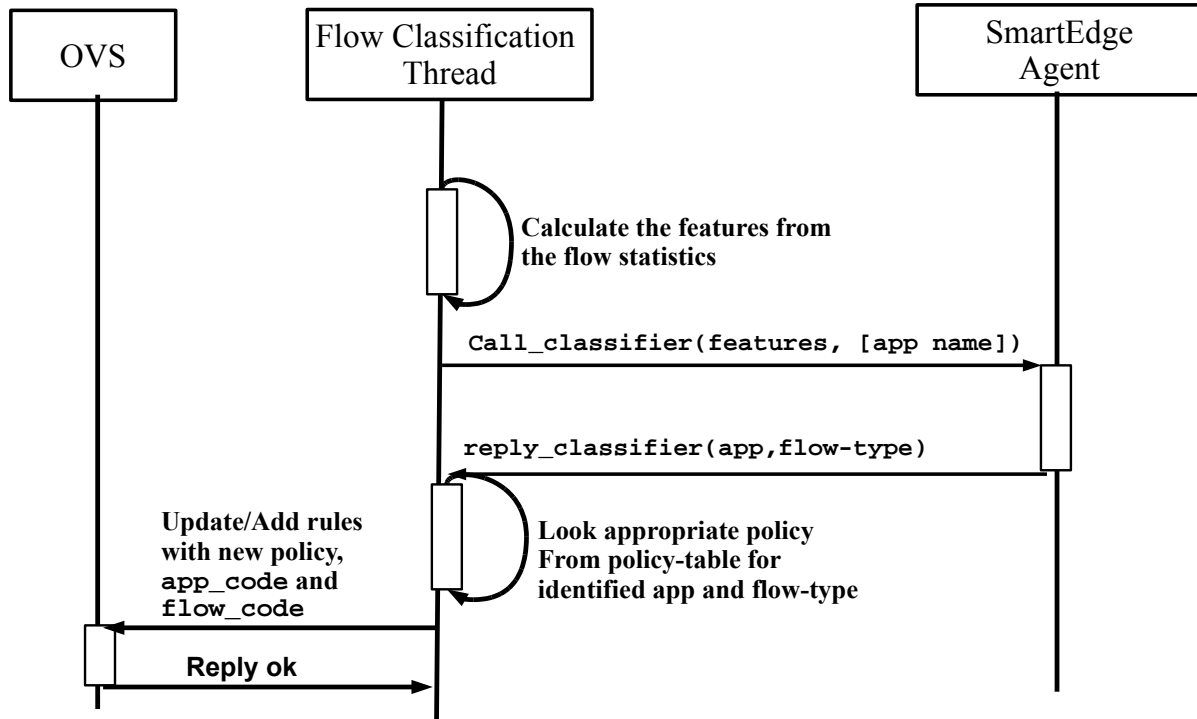 OVS
Flow Classification
Thread
SmartEdge
Agent
Calculate the features from
the flow statistics
Call_classifier(features, [app name])
reply_classifier(app,flow-type)
Update/Add rules
with new policy,
app_code and
flow_code
Look appropriate policy
From policy-table for
identified app and flow-type
Reply ok